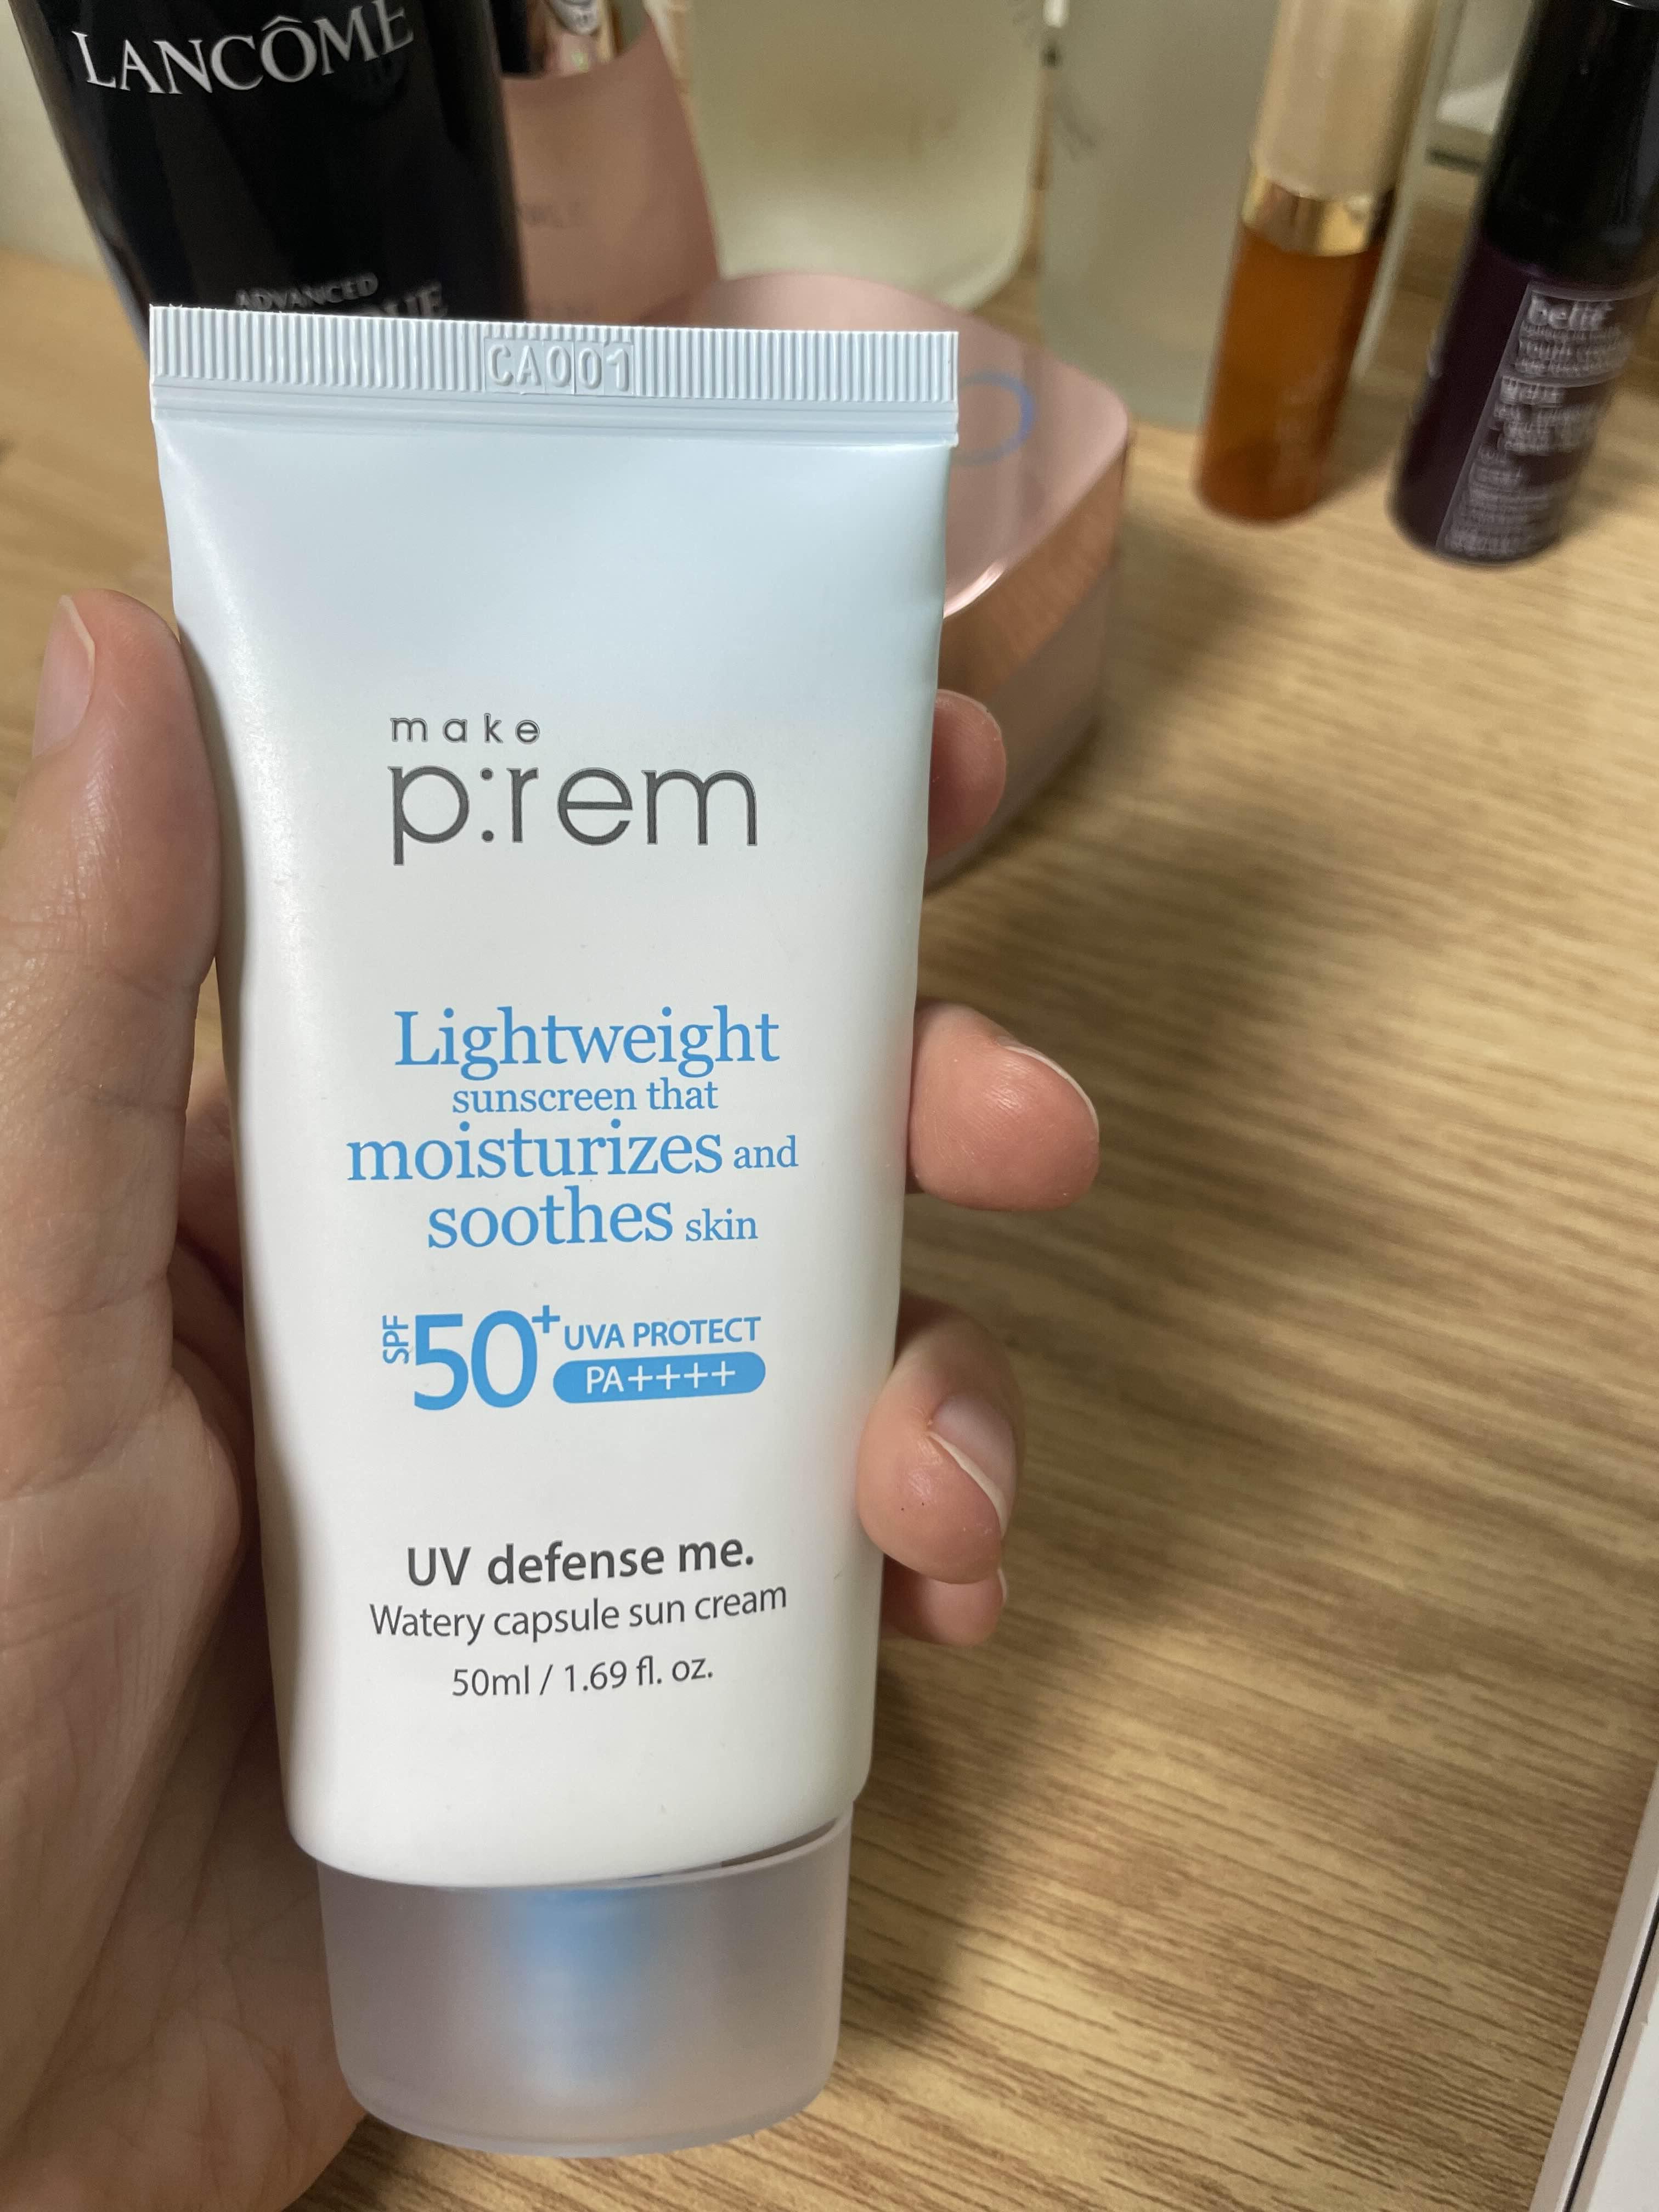 LANCÔME
ADVANCED
CA001
make
p:rem
Lightweight
sunscreen that
moisturizes and
soothes skin
SPF 50+ UVA PROTECT
PA++++
UV defense me.
Watery capsule sun cream
50ml / 1.69 fl. oz.
belif